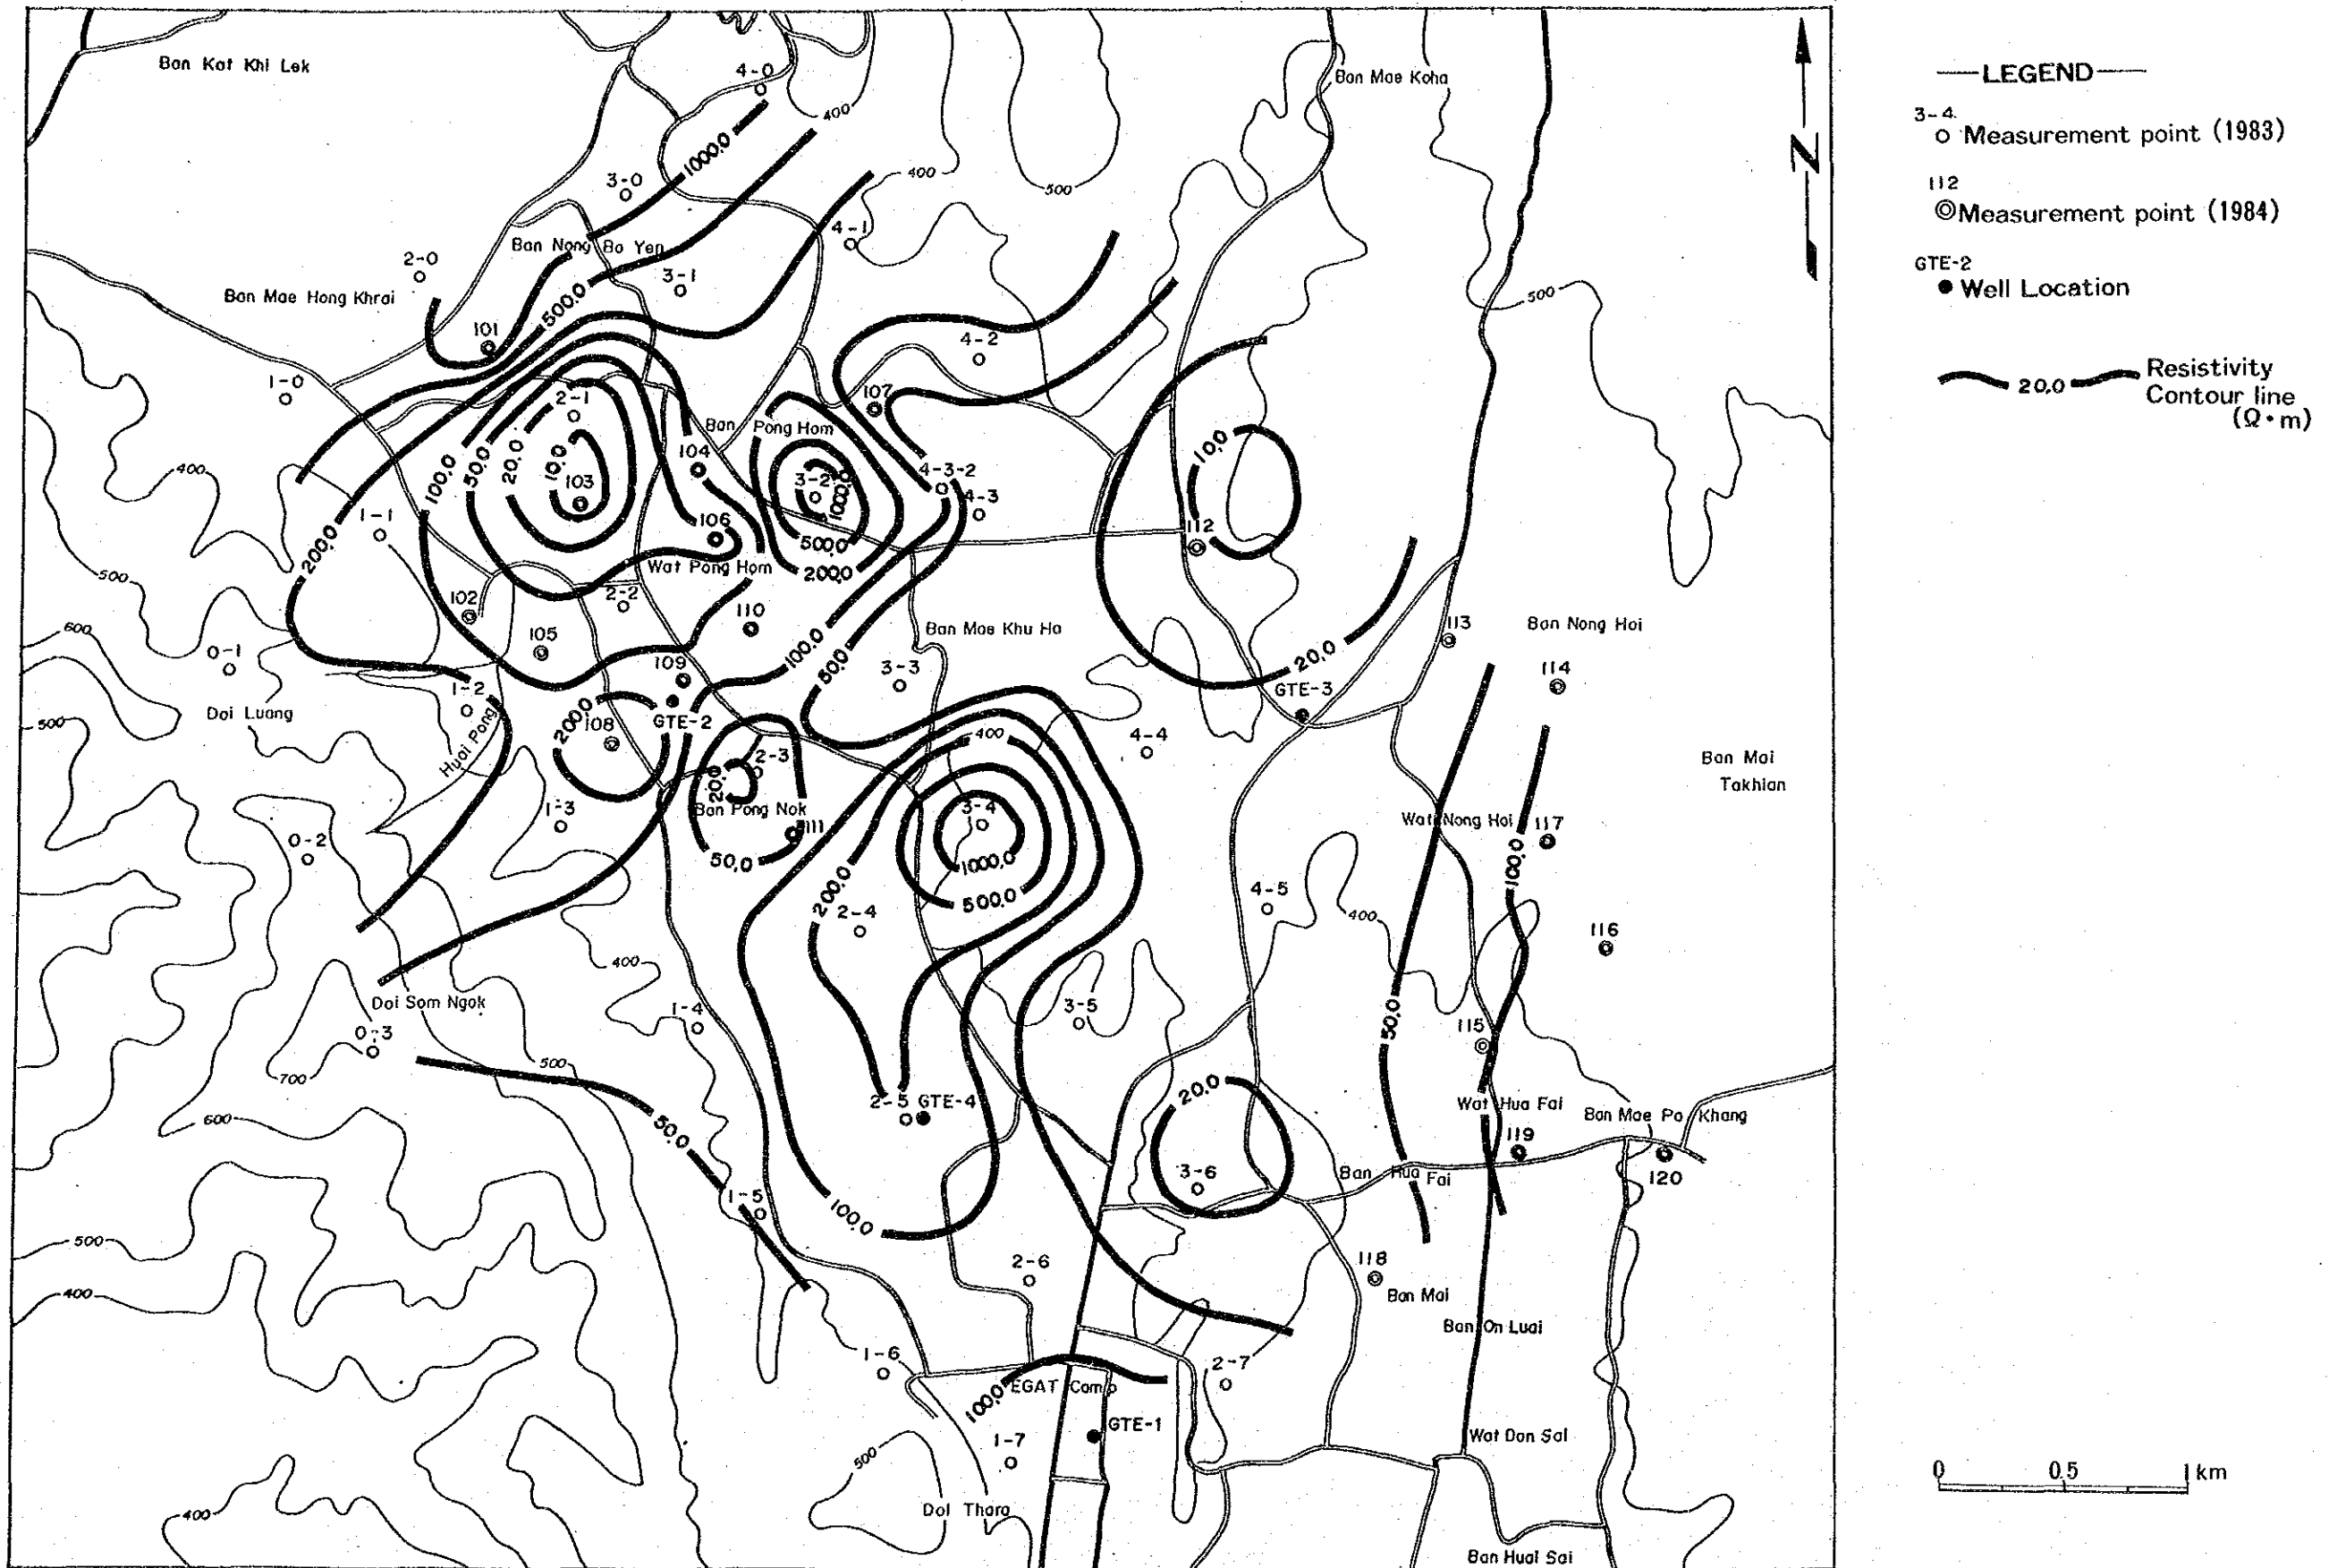 Ban Kat Khi Lek
4-0
400
Ban Mae Koha
1000.0
3-0
400
500
N
Ban Nong Bo Yen
4-1
2-0
3-1
Ban Mae Hong Khrai
500.0
500
101
4-2
1-0
2-1
107
Ban Pong Hom
10.0
100.0
50.0
20.0
10.0
104
400
103
3-2
1000.0
4-3-2
4-3
1-1
106
112
200.0
500.0
Wat Pong Hom
200.0
500
102
2-2
110
600
105
Ban Mae Khu Ha
113
Ban Nong Hoi
0-1
109
100.0
50.0
3-3
20.0
114
1-2
GTE-3
Doi Luang
200.0
GTE-2
500
108
400
4-4
Huai Pong
2-3
20.0
Ban Mai
Takhian
1-3
Ban Pong Nok
3-4
111
Wat Nong Hoi
117
0-2
50.0
1000.0
100.0
200.0
500.0
4-5
2-4
400
116
400
Doi Som Ngok
1-4
3-5
50.0
115
0-3
500
700
20.0
600
50.0
2-5
GTE-4
Wat Hua Fai
Ban Mae Pa Khang
119
3-6
Ban Hua Fai
120
1-5
100.0
500
2-6
118
400
Ban Mai
Ban On Luai
1-6
2-7
100.0
EGAT Camp
GTE-1
1-7
Wat Don Sai
500
Doi Thara
400
Ban Huai Sai
LEGEND
3-4
Measurement point (1983)
112
Measurement point (1984)
GTE-2
Well Location
20.0
Resistivity
Contour line
(Ω・m)
0 0.5 1 km